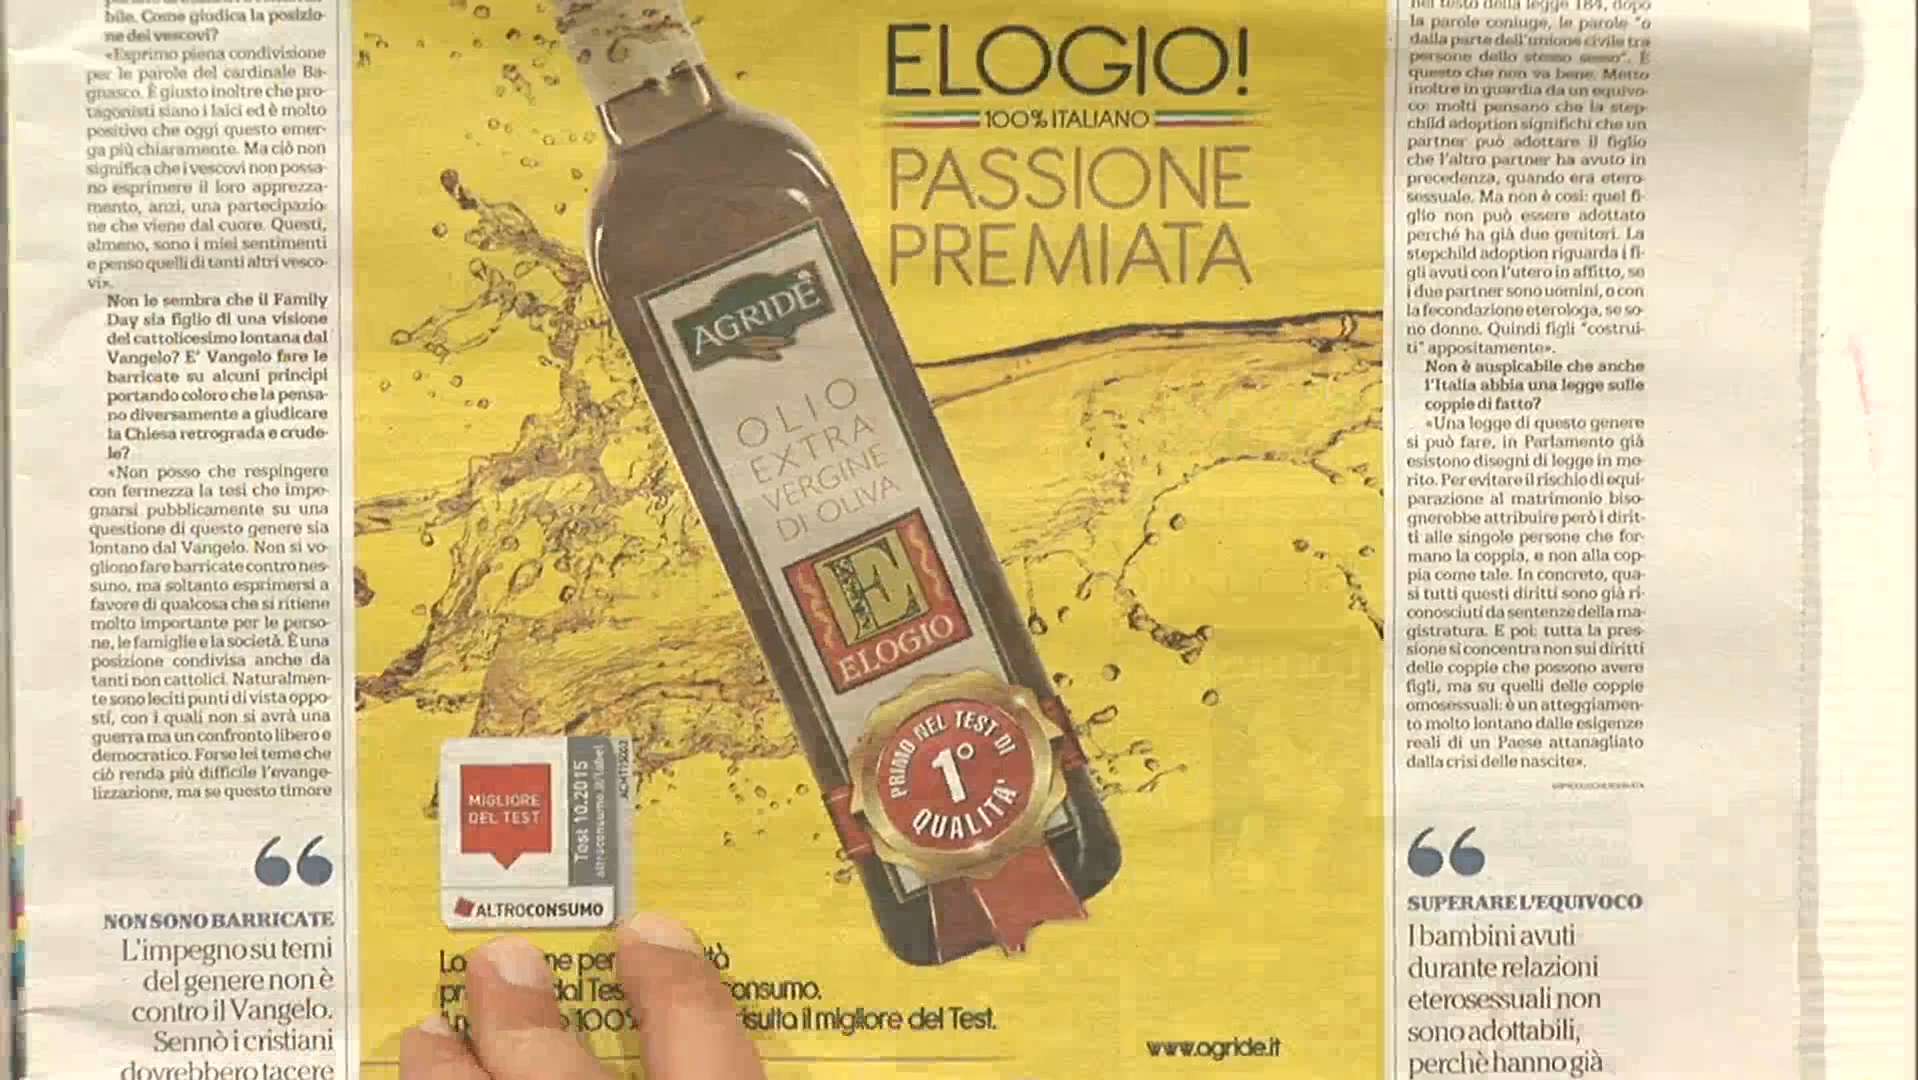 bile. Come giudica la posizio-
ne dei vescovi?
«Esprimo piena condivisione
per le parole del cardinale Ba-
gnasco. È giusto inoltre che pro-
tagonisti siano i laici ed è molto
positivo che oggi questo emer-
ga più chiaramente. Ma ciò non
significa che i vescovi non possa-
no esprimere il loro apprezza-
mento, anzi, una partecipazio-
ne che viene dal cuore. Questi,
almeno, sono i miei sentimenti
e penso quelli di tanti altri vesco-
vi».
Non le sembra che il Family
Day sia figlio di una visione
del cattolicesimo lontana dal
Vangelo? E' Vangelo fare le
barricate su alcuni principi
portando coloro che la pensa-
no diversamente a giudicare
la Chiesa retrograda e crude-
le?
«Non posso che respingere
con fermezza la tesi che impe-
gnarsi pubblicamente su una
questione di questo genere sia
lontano dal Vangelo. Non si vo-
gliono fare barricate contro nes-
suno, ma soltanto esprimersi a
favore di qualcosa che si ritiene
molto importante per le perso-
ne, le famiglie e la società. È una
posizione condivisa anche da
tanti non cattolici. Naturalmen-
te sono leciti punti di vista oppo-
sti, con i quali non si avrà una
guerra ma un confronto libero e
democratico. Forse lei teme che
ciò renda più difficile l'evange-
lizzazione, ma se questo timore
“
NON SONO BARRICATE
L'impegno su temi
del genere non è
contro il Vangelo.
Sennò i cristiani
dovrebbero tacere
ELOGIO!
100% ITALIANO
PASSIONE
PREMIATA
AGRIDÈ
OLIO
EXTRA
VERGINE
DI OLIVA
E
ELOGIO
PRIMO NEL TEST DI
1°
QUALITÀ
MIGLIORE
DEL TEST
Test 10.2015
altroconsumo.it/label
ALTROCONSUMO
onsumo.
100% isulta il migliore del Test.
www.agride.it
nel testo della legge 184, dopo
la parole coniuge, le parole "o
dalla parte dell'unione civile tra
persone dello stesso sesso". È
questo che non va bene. Metto
inoltre in guardia da un equivo-
co: molti pensano che la step-
child adoption significhi che un
partner può adottare il figlio
che l'altro partner ha avuto in
precedenza, quando era etero-
sessuale. Ma non è così: quel fi-
glio non può essere adottato
perché ha già due genitori. La
stepchild adoption riguarda i fi-
gli avuti con l'utero in affitto, se
i due partner sono uomini, o con
la fecondazione eterologa, se so-
no donne. Quindi figli "costrui-
ti" appositamente».
Non è auspicabile che anche
l'Italia abbia una legge sulle
coppie di fatto?
«Una legge di questo genere
si può fare, in Parlamento già
esistono disegni di legge in me-
rito. Per evitare il rischio di equi-
parazione al matrimonio biso-
gnerebbe attribuire però i dirit-
ti alle singole persone che for-
mano la coppia, e non alla cop-
pia come tale. In concreto, qua-
si tutti questi diritti sono già ri-
conosciuti da sentenze della ma-
gistratura. E poi: tutta la pres-
sione si concentra non sui diritti
delle coppie che possono avere
figli, ma su quelli delle coppie
omosessuali: è un atteggiamen-
to molto lontano dalle esigenze
reali di un Paese attanagliato
dalla crisi delle nascite».
“
SUPERARE L'EQUIVOCO
I bambini avuti
durante relazioni
eterosessuali non
sono adottabili,
perchè hanno già